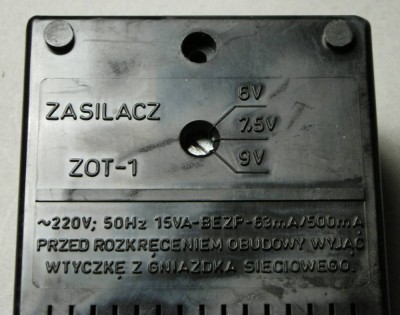 6V
ZASILACZ
7,5V
ZOT-1
9V
~220V; 50Hz 15VA-BEZP-63mA/500mA
PRZED ROZKRĘCENIEM OBUDOWY WYJĄĆ
WTYCZKĘ Z GNIAZDKA SIECIOWEGO.